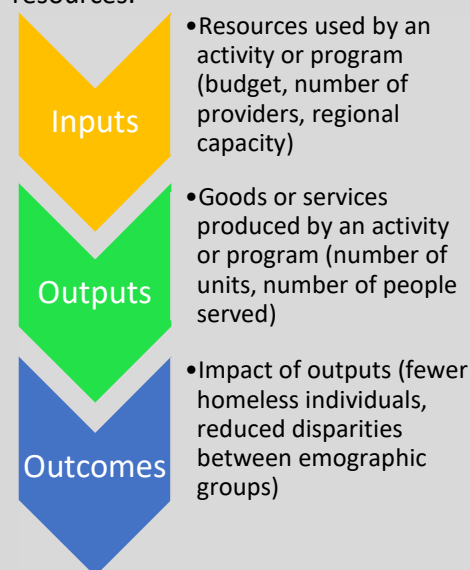 resources.
Inputs
•Resources used by an
activity or program
(budget, number of
providers, regional
capacity)
Outputs
•Goods or services
produced by an activity
or program (number of
units, number of people
served)
Outcomes
•Impact of outputs (fewer
homeless individuals,
reduced disparities
between emographic
groups)